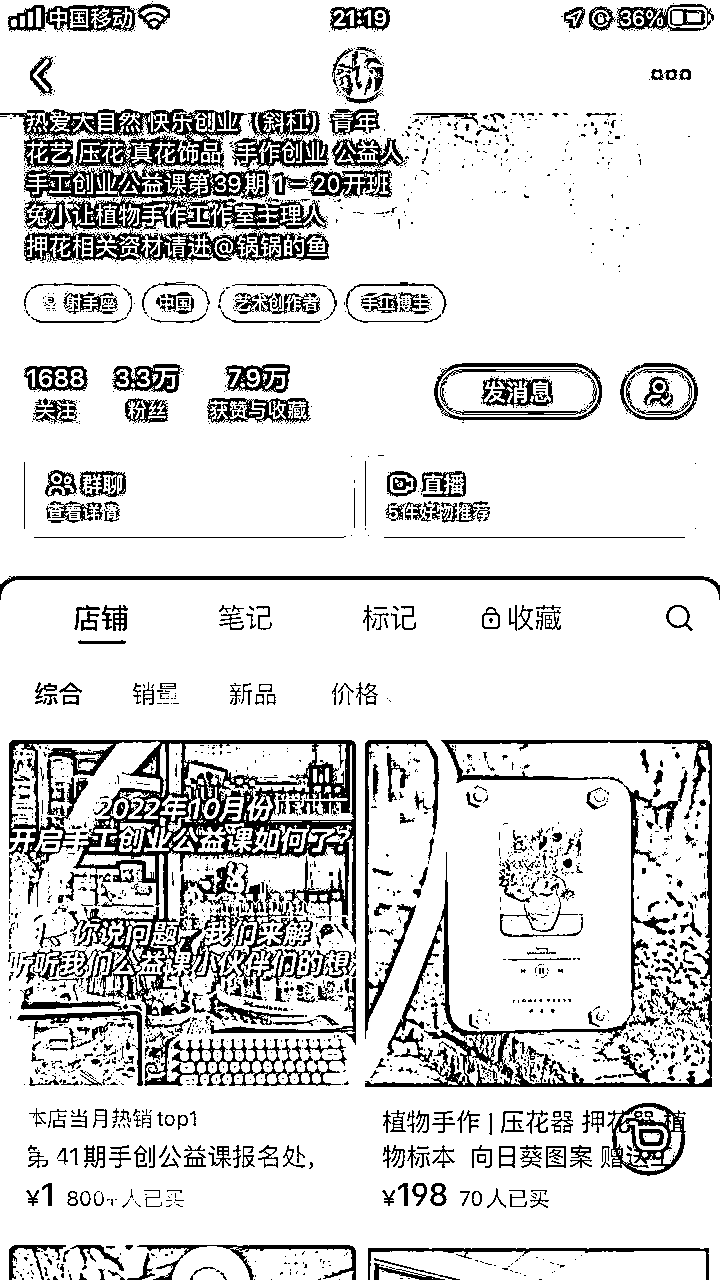 中国移动
21:19
36%
热爱大自然 快乐创业（斜杠）青年
花艺 压花 真花饰品 手作创业 公益人
手工创业公益课第39期 1-20开班
兔小让植物手作工作室主理人
押花相关资材请进@锅锅的鱼
射手座 中国 艺术创作者 手工博主
1688 3.3万 7.9万
关注 粉丝 获赞与收藏
发消息
群聊
查看详情
直播
5件好物推荐
店铺 笔记 标记 收藏
综合 销量 新品 价格
2022年10月份
开启手工创业公益课如何了？
你说问题 我们来解
听听我们公益课小伙伴们的想
本店当月热销top1
第41期手创公益课报名处，
¥1 800+人已买
植物手作 | 压花器 押花器 植
物标本 向日葵图案 赠送工
¥198 70人已买